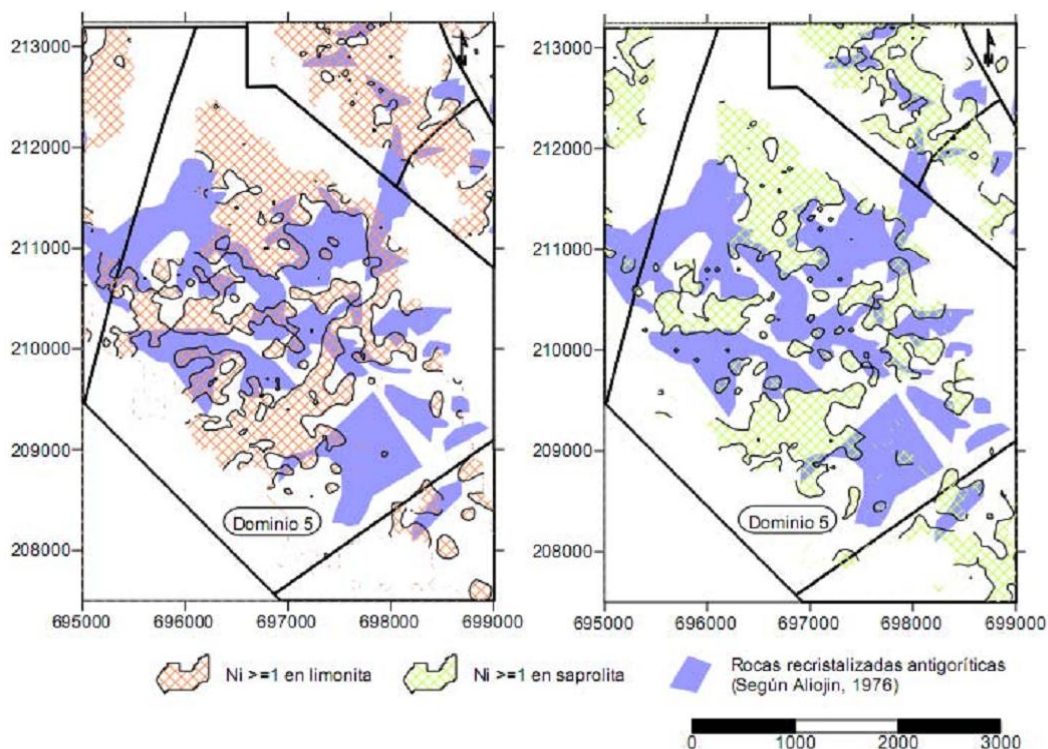 213000
212000
211000
210000
209000
208000
695000 696000 697000 698000 699000
Dominio 5
N
213000
212000
211000
210000
209000
208000
695000 696000 697000 698000 699000
Dominio 5
N
Ni >=1 en limonita
Ni >=1 en saprolita
Rocas recristalizadas antigoríticas
(Según Aliojin, 1976)
0 1000 2000 3000